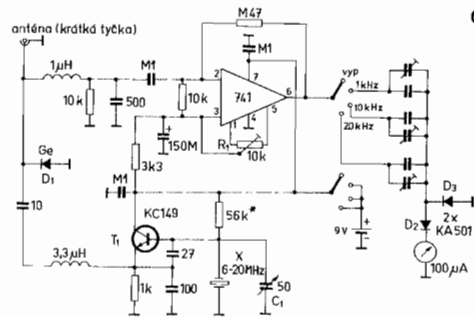 anténa (krátká tyčka)
M47
M1
1μH
M1
2
7
6
741
10k
500
10k
3
1
4
5
150M
R1
10k
vyp
1kHz
10kHz
20kHz
Ge
D1
3k3
M1
10
KC149
T1
56k*
X
6-20MHz
27
3,3μH
1k
100
50
C1
9V
D3
D2
2x
KA501
100μA